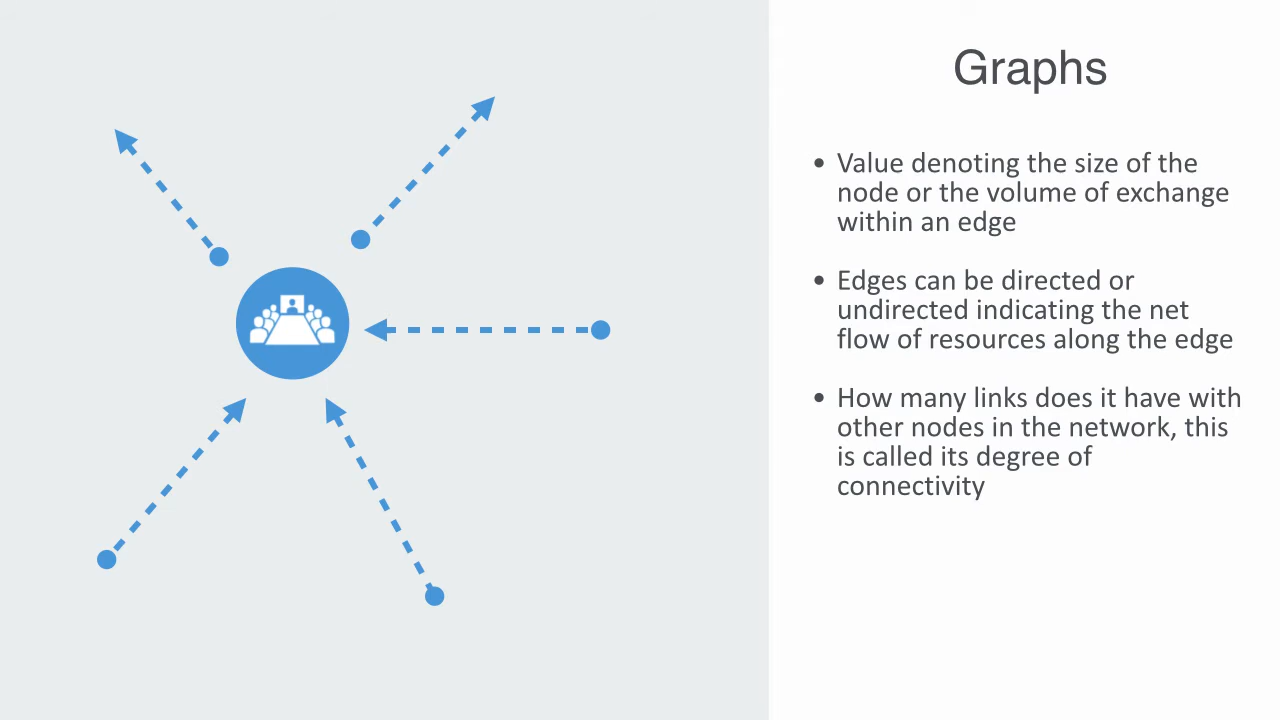 Graphs
• Value denoting the size of the
node or the volume of exchange
within an edge
• Edges can be directed or
undirected indicating the net
flow of resources along the edge
• How many links does it have with
other nodes in the network, this
is called its degree of
connectivity